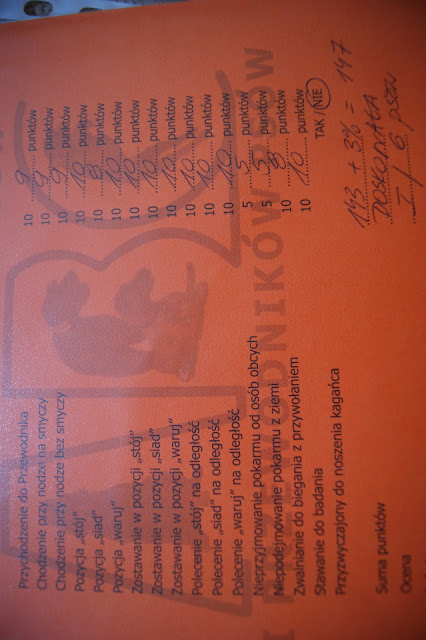 Przychodzenie do Przewodnika 10 9 punktów
Chodzenie przy nodze na smyczy 10 9 punktów
Chodzenie przy nodze bez smyczy 10 9 punktów
Pozycja „stój” 10 10 punktów
Pozycja „siad” 10 8 punktów
Pozycja „waruj” 10 10 punktów
Zostawanie w pozycji „stój” 10 10 punktów
Zostawanie w pozycji „siad” 10 10 punktów
Zostawanie w pozycji „waruj” 10 10 punktów
Polecenie „stój” na odległość 10 10 punktów
Polecenie „siad” na odległość 10 10 punktów
Polecenie „waruj” na odległość 10 10 punktów
Nieprzyjmowanie pokarmu od osób obcych 5 5 punktów
Niepodejmowanie pokarmu z ziemi 5 5 punktów
Zwalnianie do biegania z przywołaniem 10 8 punktów
Stawanie do badania 10 10 punktów
Przyzwyczajony do noszenia kagańca TAK / NIE
Suma punktów 143 + 3% = 147
Ocena DOSKONAŁA
I / 6 psów
PRZEWODNIKÓW PSÓW